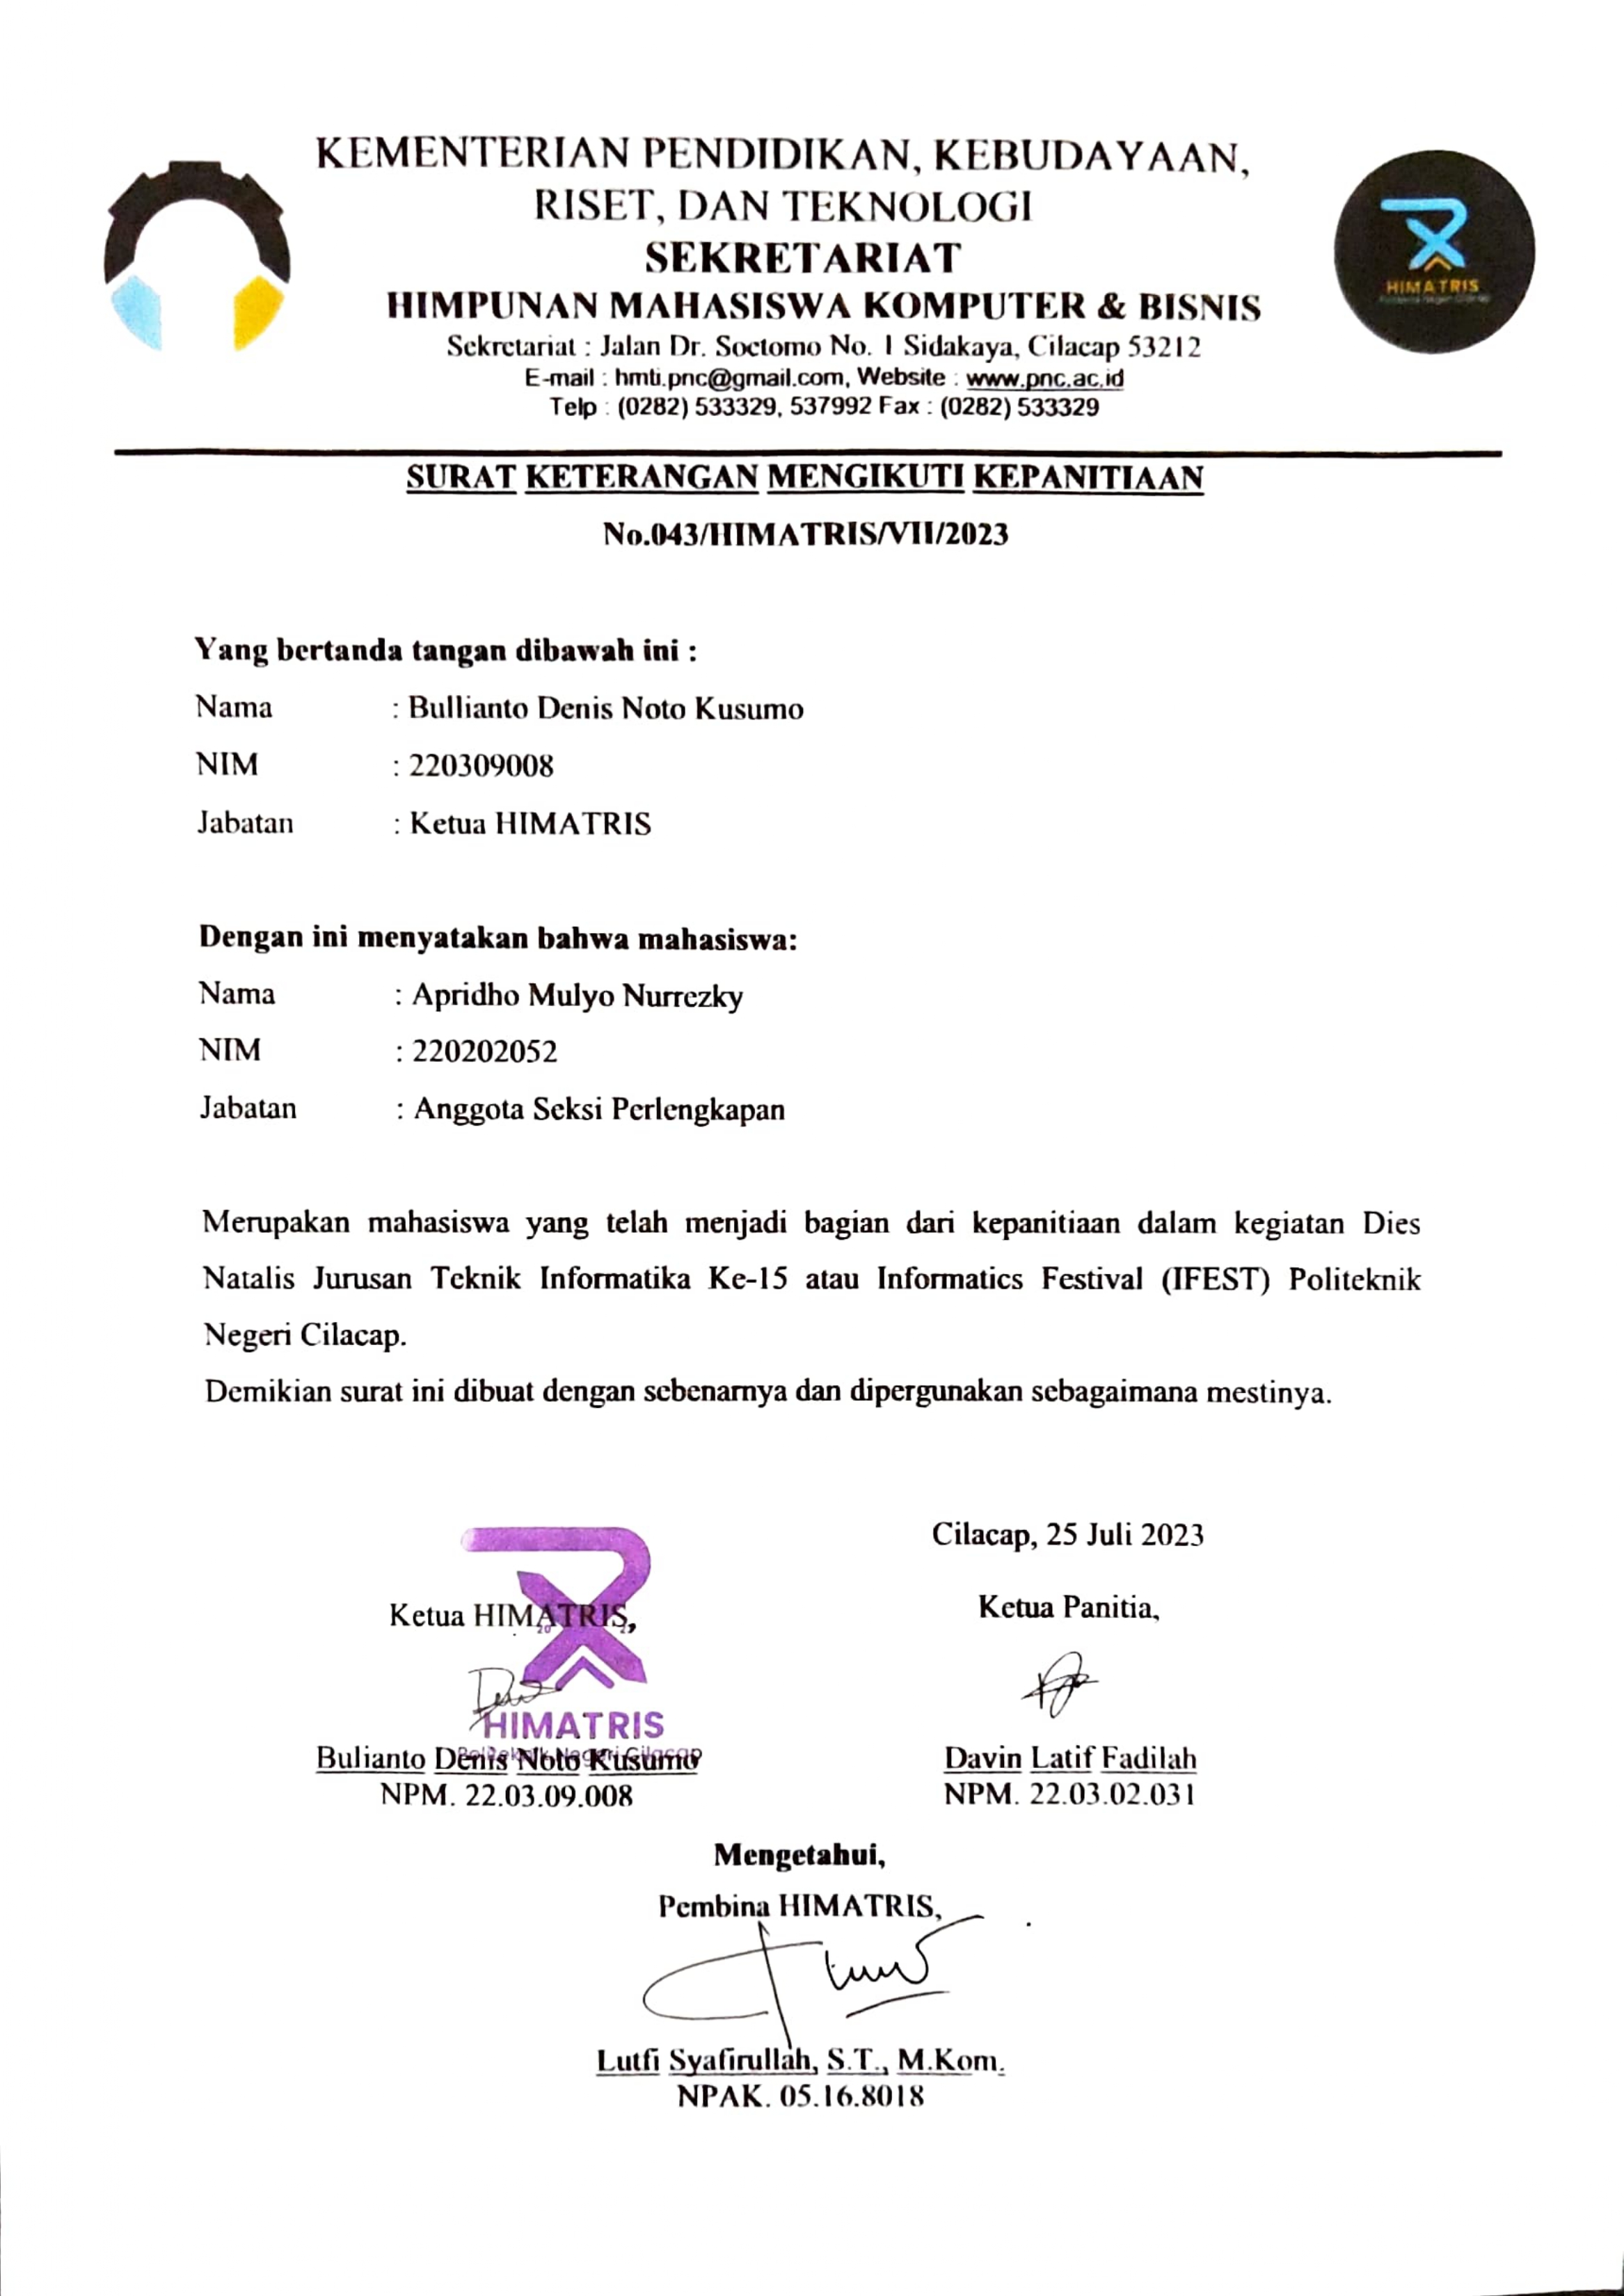 KEMENTERIAN PENDIDIKAN, KEBUDAYAAN,
RISET, DAN TEKNOLOGI
SEKRETARIAT
HIMPUNAN MAHASISWA KOMPUTER & BISNIS
Sekretariat : Jalan Dr. Soetomo No. 1 Sidakaya, Cilacap 53212
E-mail : hmti.pnc@gmail.com, Website : www.pnc.ac.id
Telp : (0282) 533329, 537992 Fax : (0282) 533329
HIMATRIS
SURAT KETERANGAN MENGIKUTI KEPANITIAAN
No.043/HIMATRIS/VII/2023
Yang bertanda tangan dibawah ini :
Nama : Bullianto Denis Noto Kusumo
NIM : 220309008
Jabatan : Ketua HIMATRIS
Dengan ini menyatakan bahwa mahasiswa:
Nama : Apridho Mulyo Nurrezky
NIM : 220202052
Jabatan : Anggota Seksi Perlengkapan
Merupakan mahasiswa yang telah menjadi bagian dari kepanitiaan dalam kegiatan Dies
Natalis Jurusan Teknik Informatika Ke-15 atau Informatics Festival (IFEST) Politeknik
Negeri Cilacap.
Demikian surat ini dibuat dengan sebenarnya dan dipergunakan sebagaimana mestinya.
Cilacap, 25 Juli 2023
Ketua HIMATRIS,
HIMATRIS
Politeknik Negeri Cilacap
Bulianto Denis Noto Kusumo
NPM. 22.03.09.008
Ketua Panitia,
Davin Latif Fadilah
NPM. 22.03.02.031
Mengetahui,
Pembina HIMATRIS,
Lutfi Syafirullah, S.T., M.Kom.
NPAK. 05.16.8018